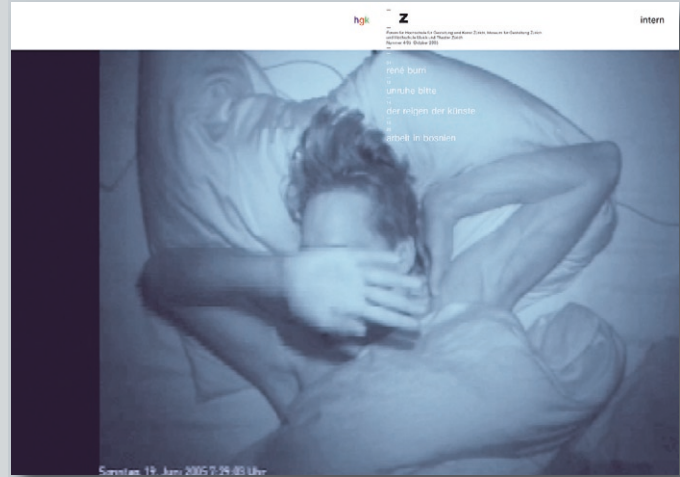 hgk Z
intern
rené burri
unruhe bitte
der reigen der künste
arbeit in bosnien
Sonntag, 19. Juni 2005 7:29:03 Uhr